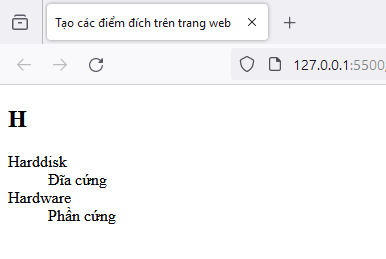 Tạo các điểm đích trên trang web
127.0.0.1:5500
H
Harddisk
Đĩa cứng
Hardware
Phần cứng